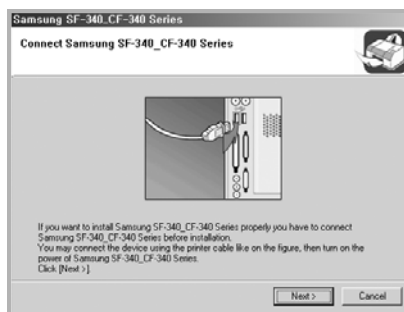 Samsung SF-340_CF-340 Series
Connect Samsung SF-340_CF-340 Series
If you want to install Samsung SF-340_CF-340 Series properly you have to connect
Samsung SF-340_CF-340 Series before installation.
You may connect the device using the printer cable like on the figure, then turn on the
power of Samsung SF-340_CF-340 Series.
Click [Next >].
Next >
Cancel